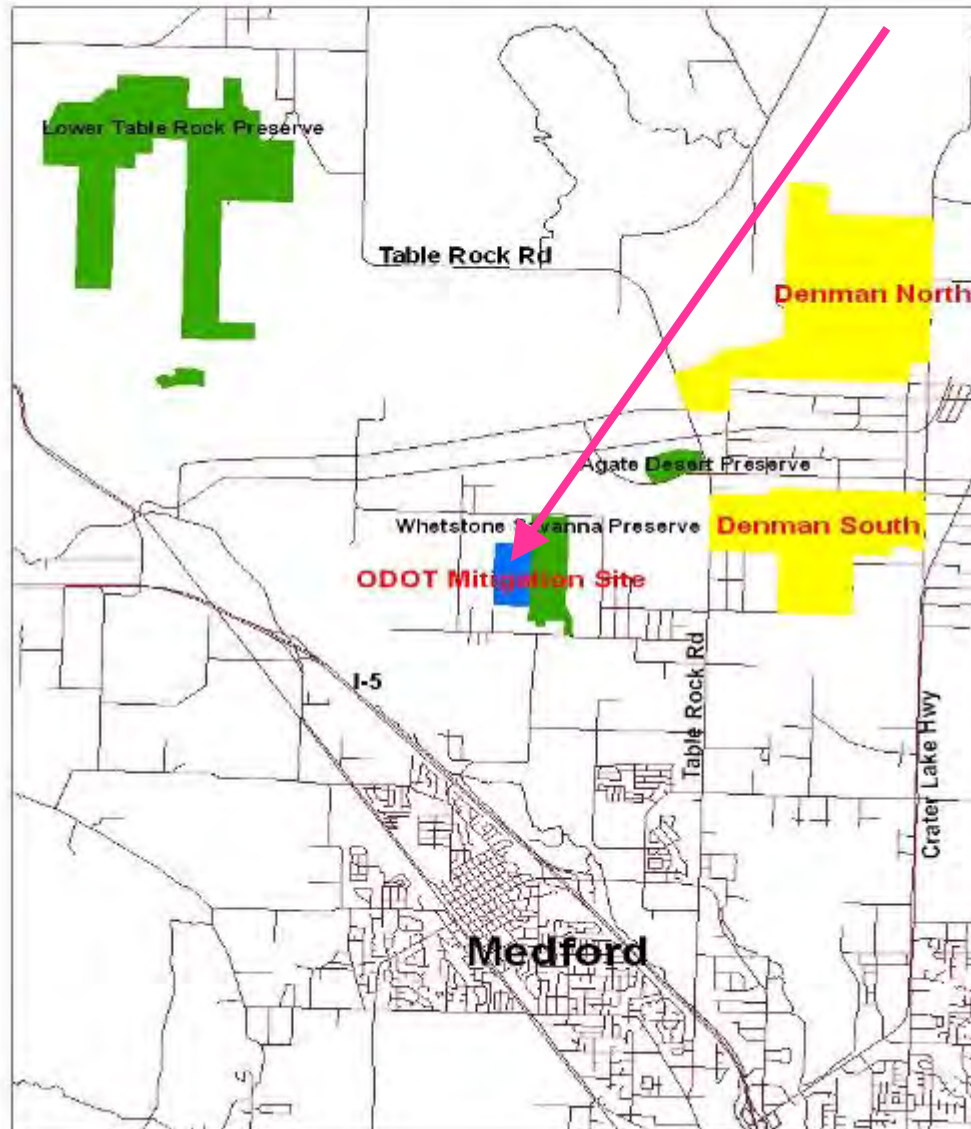 Lower Table Rock Preserve
Table Rock Rd
Denman North
Agate Desert Preserve
Whetstone Savanna Preserve
Denman South
ODOT Mitigation Site
I-5
Table Rock Rd
Crater Lake Hwy
Medford